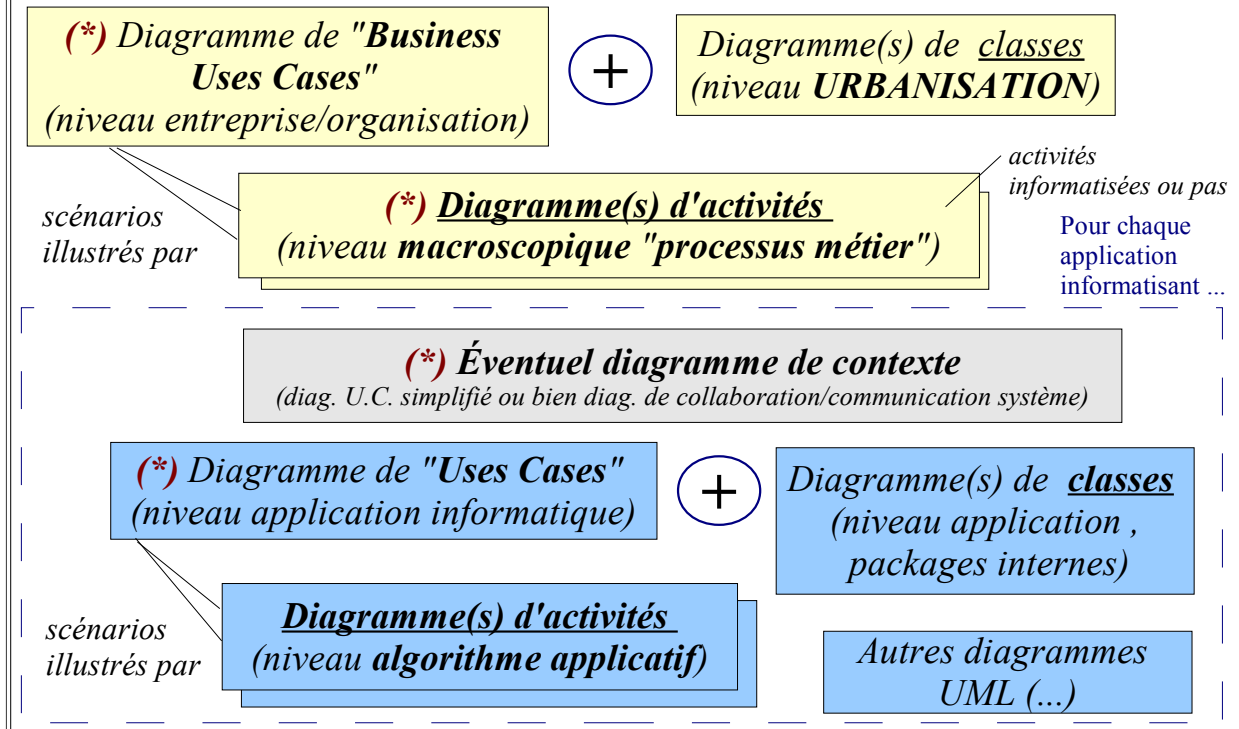 (*) Diagramme de "Business
Uses Cases"
(niveau entreprise/organisation)
+
Diagramme(s) de classes
(niveau URBANISATION)
activités
informatisées ou pas
scénarios
illustrés par
(*) Diagramme(s) d'activités
(niveau macroscopique "processus métier")
Pour chaque
application
informatisant ...
(*) Éventuel diagramme de contexte
(diag. U.C. simplifié ou bien diag. de collaboration/communication système)
(*) Diagramme de "Uses Cases"
(niveau application informatique)
+
Diagramme(s) de classes
(niveau application ,
packages internes)
scénarios
illustrés par
Diagramme(s) d'activités
(niveau algorithme applicatif)
Autres diagrammes
UML (...)